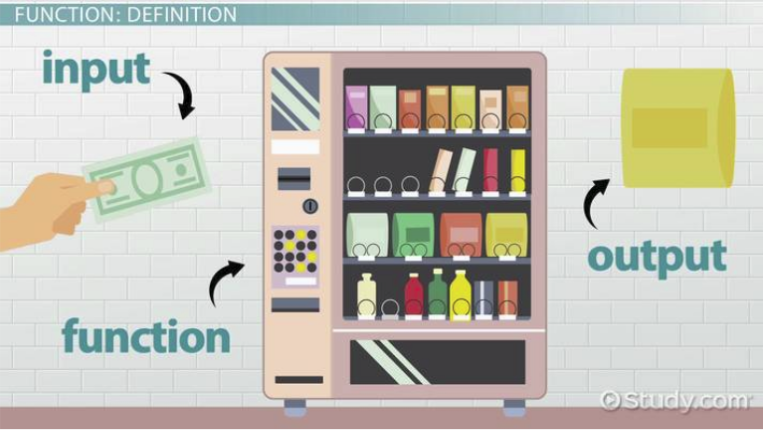 FUNCTION: DEFINITION
input
function
output
Study.com